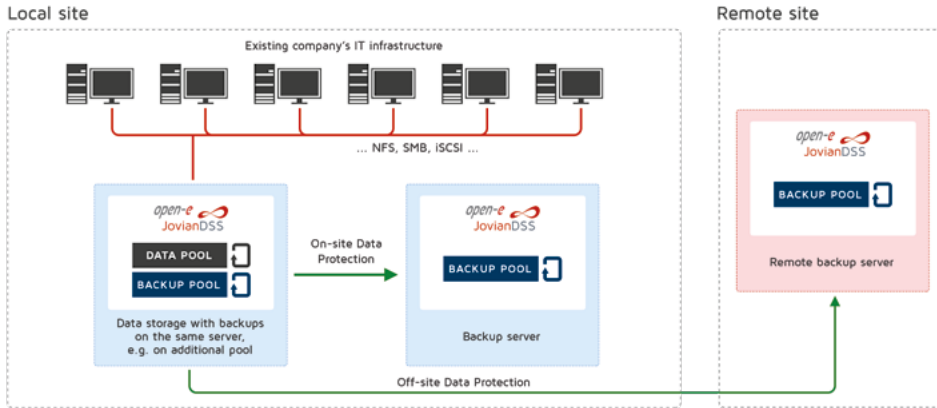 Local site
Remote site
Existing company's IT infrastructure
... NFS, SMB, iSCSI ...
open-e
JovianDSS
DATA POOL
BACKUP POOL
Data storage with backups
on the same server,
e.g. on additional pool
On-site Data
Protection
open-e
JovianDSS
BACKUP POOL
Backup server
open-e
JovianDSS
BACKUP POOL
Remote backup server
Off-site Data Protection